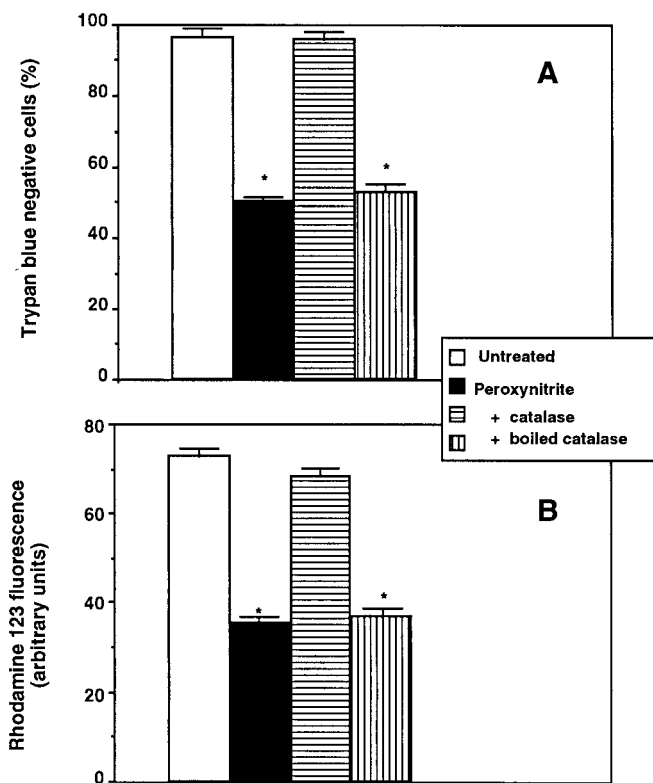 100
80
60
40
20
0
Trypan blue negative cells (%)
A
*
*
Untreated
Peroxynitrite
+ catalase
+ boiled catalase
80
60
40
20
0
Rhodamine 123 fluorescence
(arbitrary units)
B
*
*